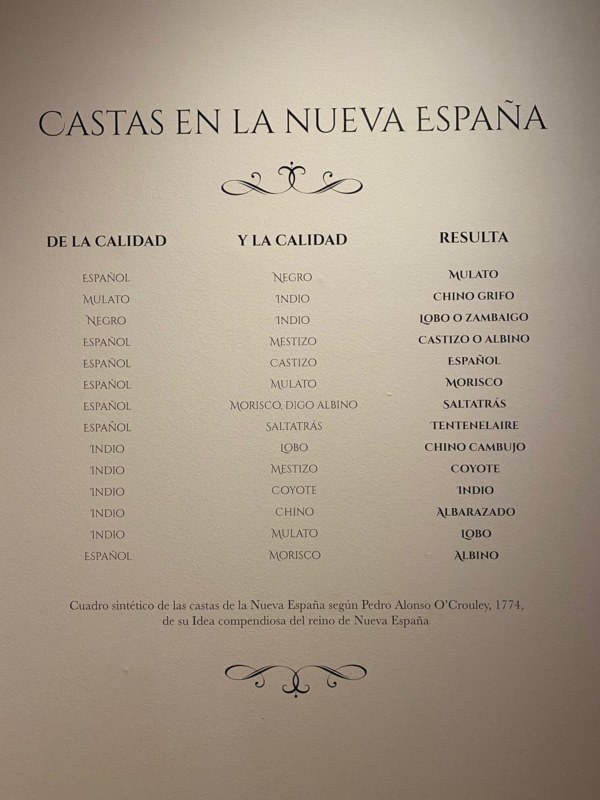 Castas en la Nueva España
DE LA CALIDAD Y LA CALIDAD RESULTA
Español Negro Mulato
Mulato Indio Chino Grifo
Negro Indio Lobo o Zambaigo
Español Mestizo Castizo o Albino
Español Castizo Español
Español Mulato Morisco
Español Morisco, digo albino Saltatrás
Español Saltatrás Tentenelaire
Indio Lobo Chino Cambujo
Indio Mestizo Coyote
Indio Coyote Indio
Indio Chino Albarazado
Indio Mulato Lobo
Español Morisco Albino
Cuadro sintético de las castas de la Nueva España según Pedro Alonso O'Crouley, 1774,
de su Idea compendiosa del reino de Nueva España